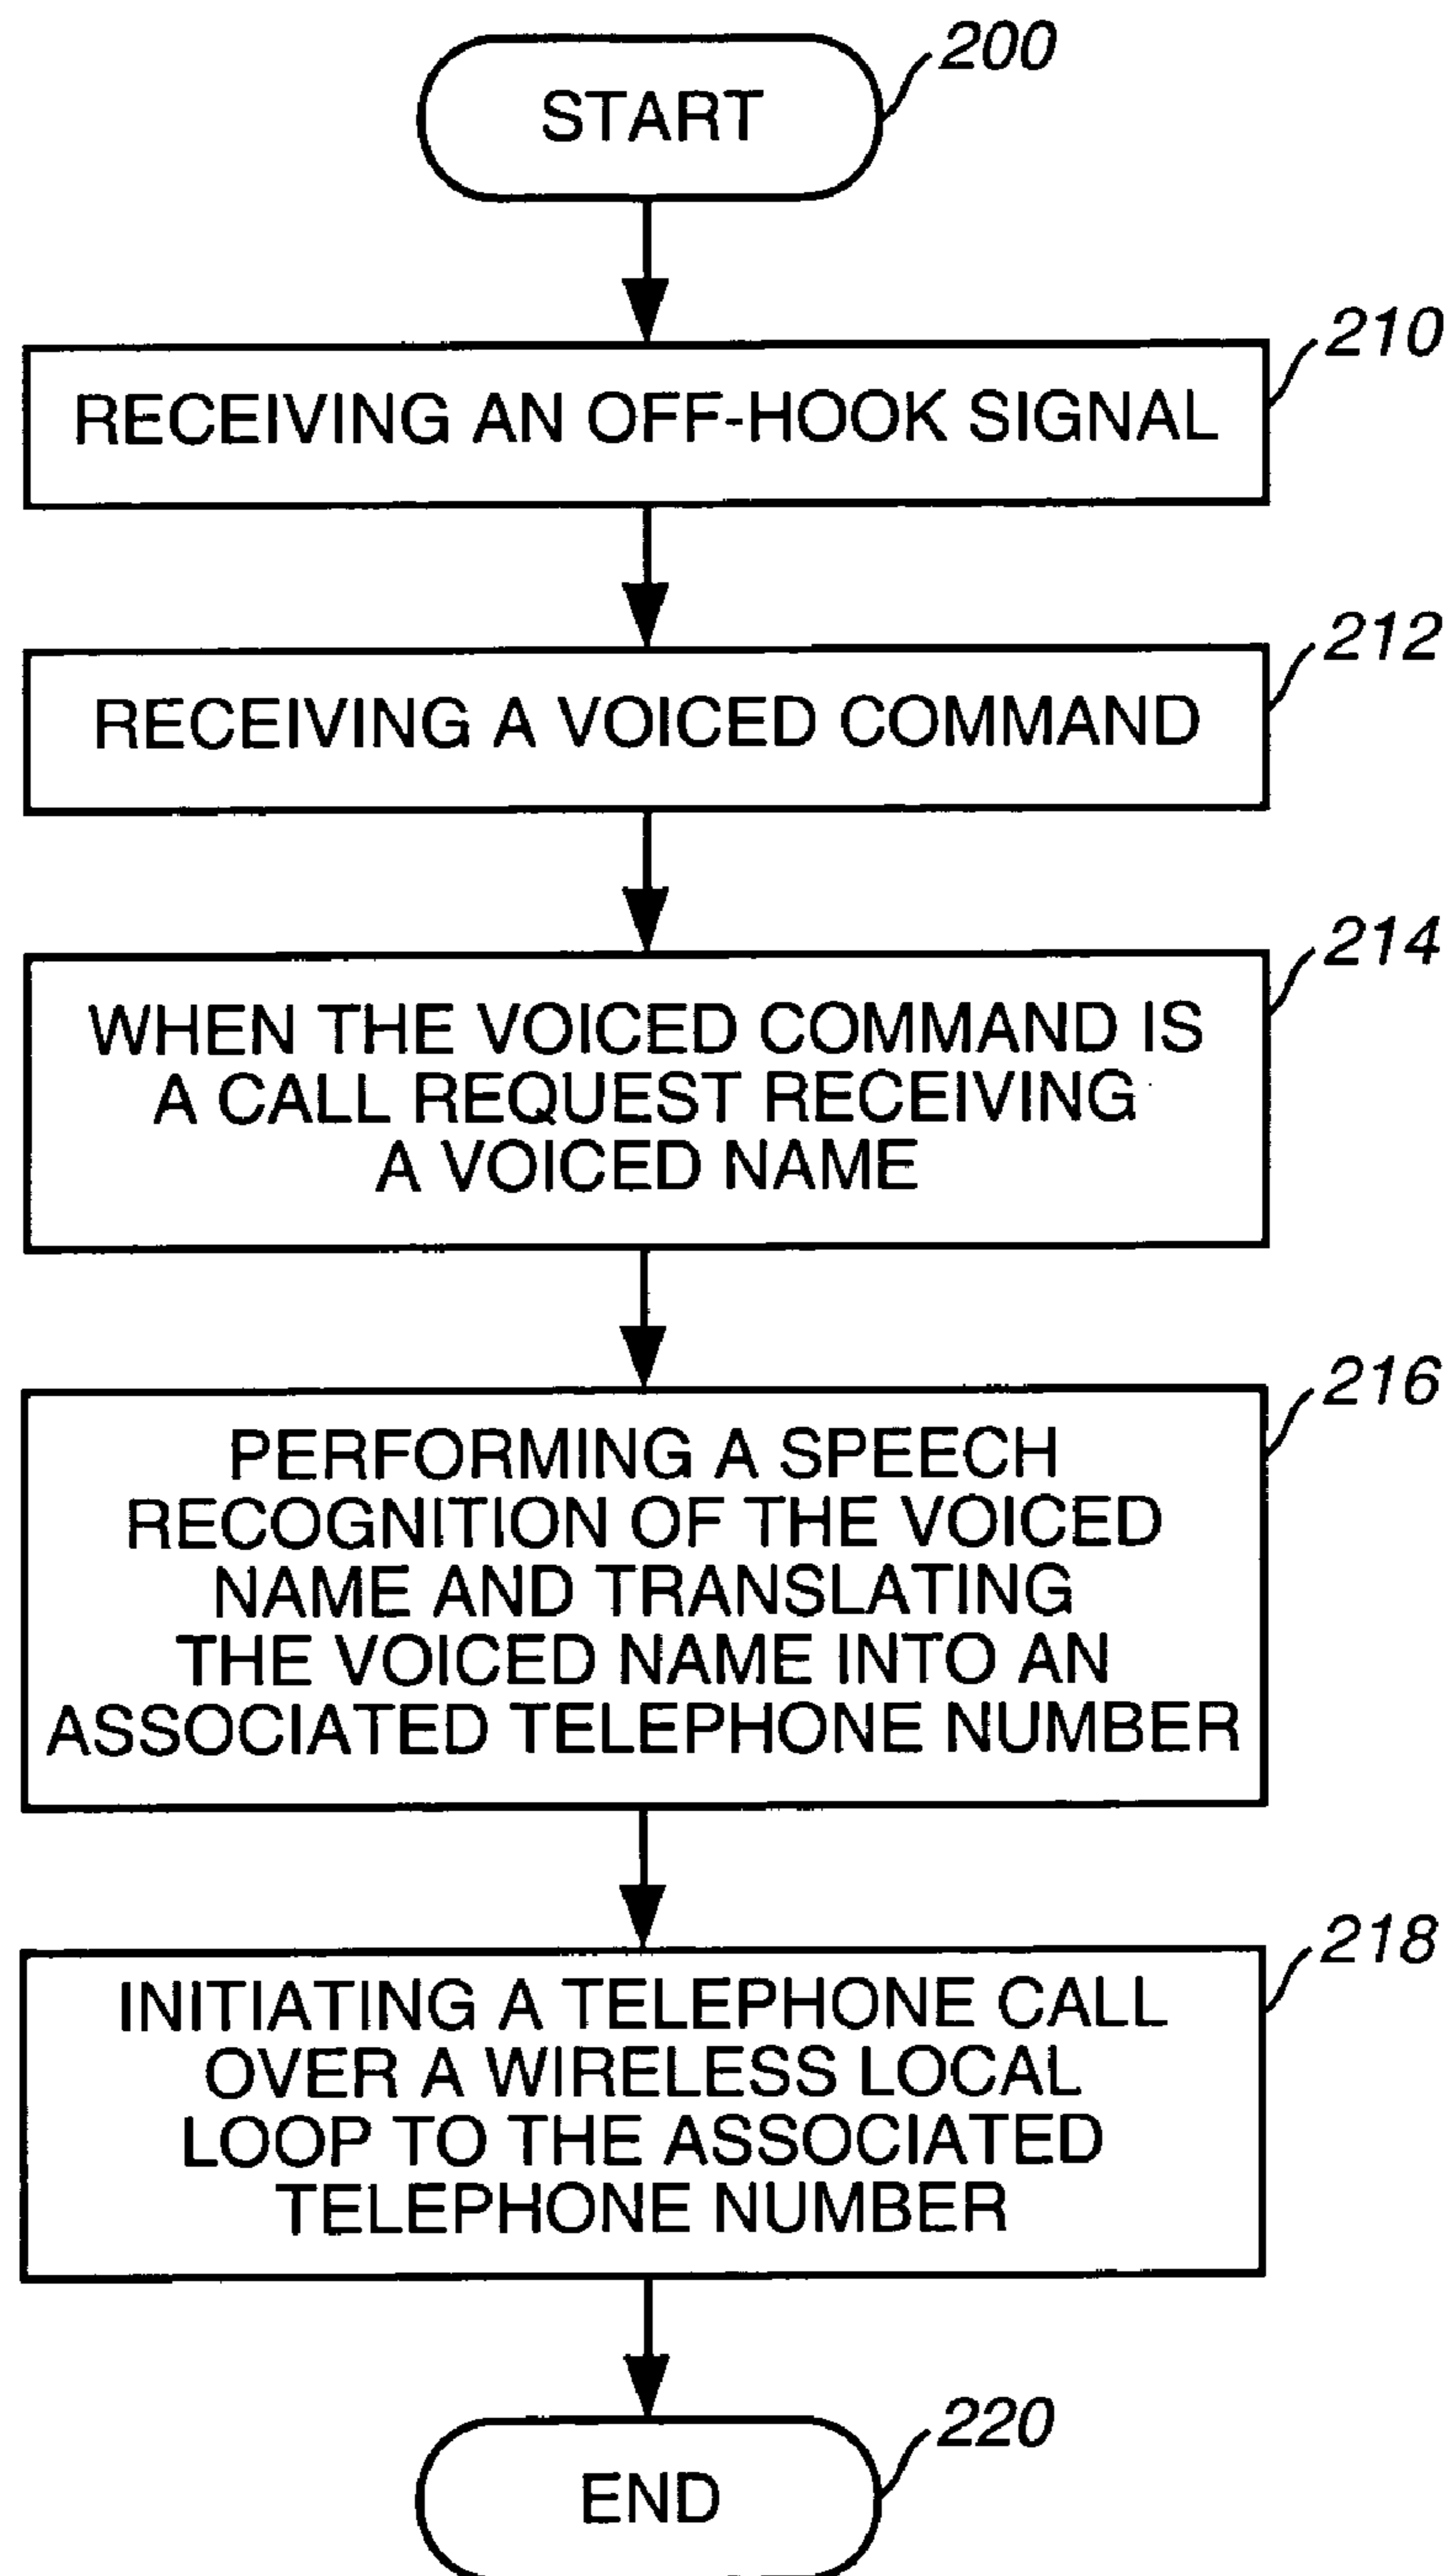 200
START
210
RECEIVING AN OFF-HOOK SIGNAL
212
RECEIVING A VOICED COMMAND
214
WHEN THE VOICED COMMAND IS
A CALL REQUEST RECEIVING
A VOICED NAME
216
PERFORMING A SPEECH
RECOGNITION OF THE VOICED
NAME AND TRANSLATING
THE VOICED NAME INTO AN
ASSOCIATED TELEPHONE NUMBER
218
INITIATING A TELEPHONE CALL
OVER A WIRELESS LOCAL
LOOP TO THE ASSOCIATED
TELEPHONE NUMBER
220
END